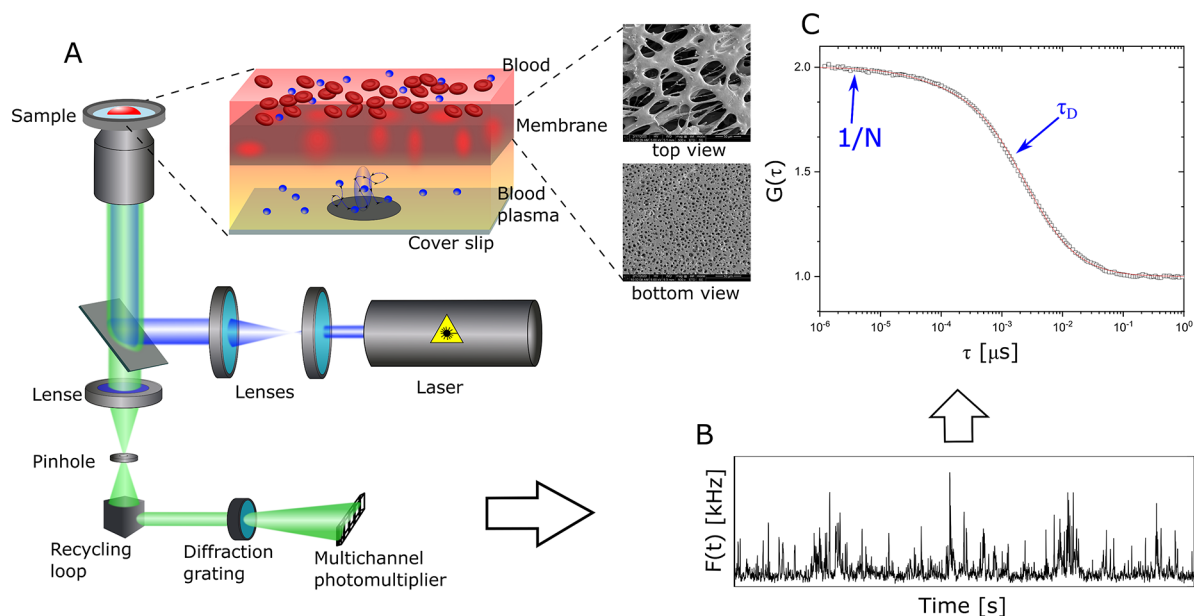 A
Blood
Sample
Membrane
Blood
plasma
Cover slip
top view
bottom view
Lenses
Laser
Lense
Pinhole
Recycling
loop
Diffraction
grating
Multichannel
photomultiplier
C
G(τ)
2.0
1.5
1.0
1/N
τD
10-6
10-5
10-4
10-3
10-2
10-1
100
τ [µs]
B
F(t) [kHz]
Time [s]